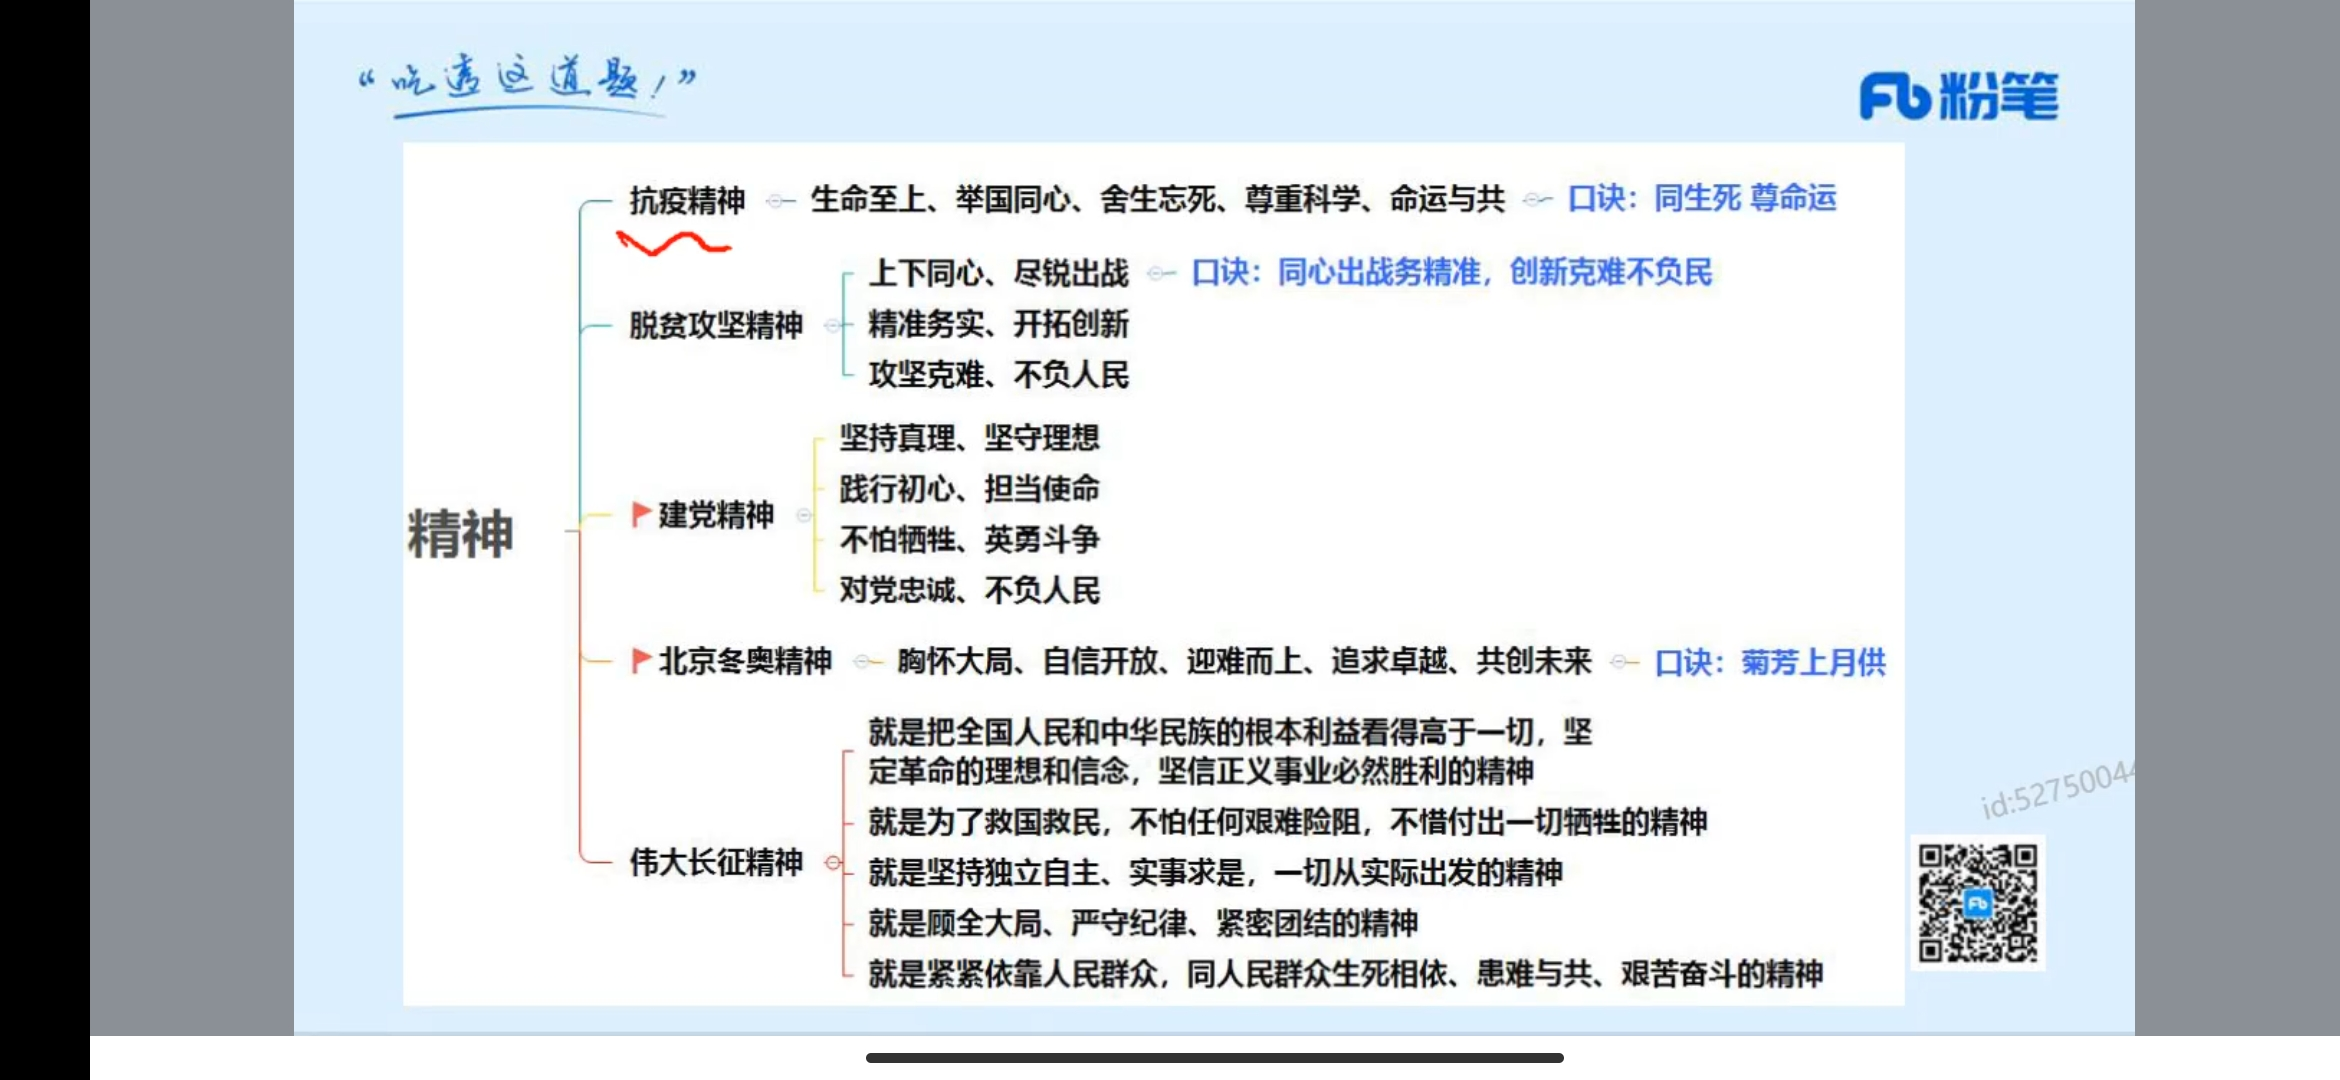 “吃透这道题！”
粉笔
抗疫精神 生命至上、举国同心、舍生忘死、尊重科学、命运与共 口诀：同生死 尊命运
上下同心、尽锐出战 口诀：同心出战务精准，创新克难不负民
脱贫攻坚精神 精准务实、开拓创新
攻坚克难、不负人民
坚持真理、坚守理想
践行初心、担当使命
建党精神
精神
不怕牺牲、英勇斗争
对党忠诚、不负人民
北京冬奥精神 胸怀大局、自信开放、迎难而上、追求卓越、共创未来 口诀：菊芳上月供
就是把全国人民和中华民族的根本利益看得高于一切，坚
定革命的理想和信念，坚信正义事业必然胜利的精神
就是为了救国救民，不怕任何艰难险阻，不惜付出一切牺牲的精神
伟大长征精神 就是坚持独立自主、实事求是，一切从实际出发的精神
就是顾全大局、严守纪律、紧密团结的精神
就是紧紧依靠人民群众，同人民群众生死相依、患难与共、艰苦奋斗的精神
id:5275004